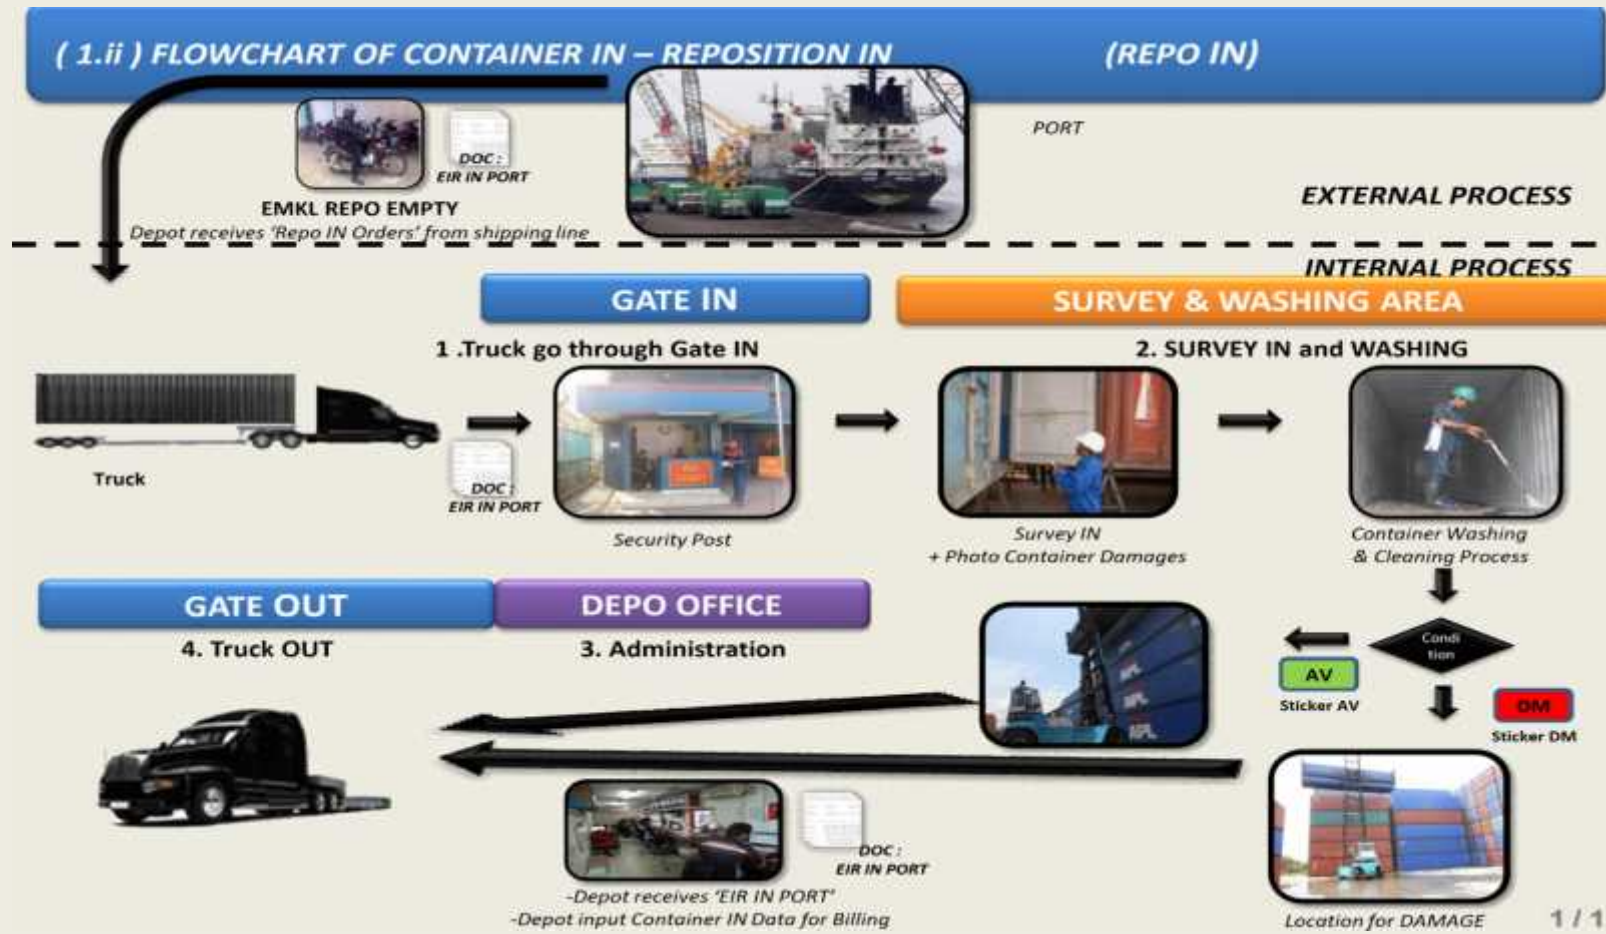 ( 1.ii ) FLOWCHART OF CONTAINER IN – REPOSITION IN (REPO IN)
PORT
DOC :
EIR IN PORT
EMKL REPO EMPTY
Depot receives 'Repo IN Orders' from shipping line
EXTERNAL PROCESS
INTERNAL PROCESS
GATE IN
SURVEY & WASHING AREA
1 .Truck go through Gate IN
2. SURVEY IN and WASHING
Truck
DOC :
EIR IN PORT
Security Post
Survey IN
+ Photo Container Damages
Container Washing
& Cleaning Process
GATE OUT
DEPO OFFICE
4. Truck OUT
3. Administration
Condi
tion
AV
Sticker AV
DM
Sticker DM
DOC :
EIR IN PORT
-Depot receives 'EIR IN PORT'
-Depot input Container IN Data for Billing
Location for DAMAGE
1 / 1